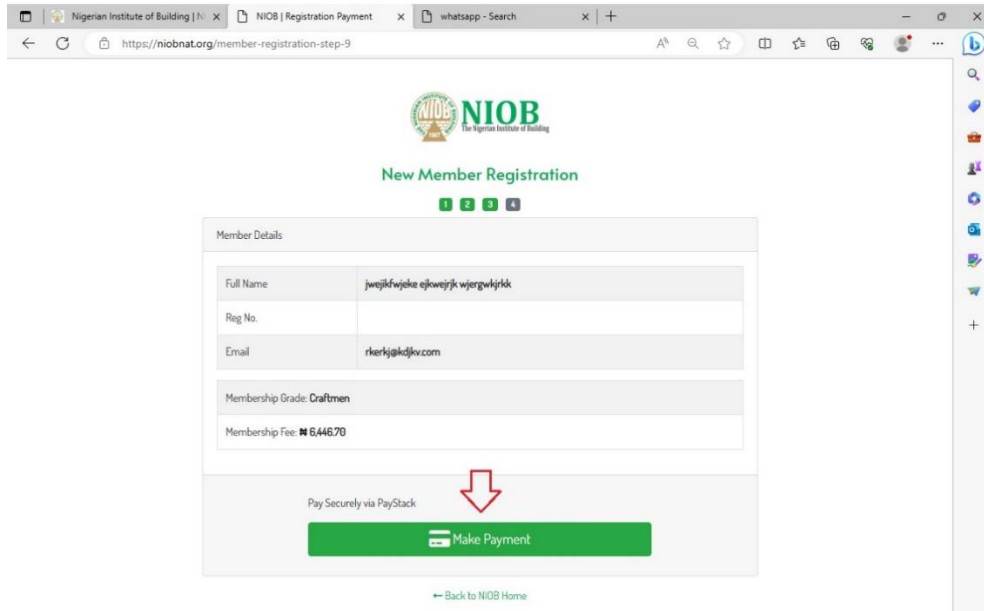 Nigerian Institute of Building | Ni
NIOB | Registration Payment
whatsapp - Search
https://niobnat.org/member-registration-step-9
NIOB
NIOB
The Nigerian Institute of Building
New Member Registration
1 2 3 4
Member Details
Full Name jwejikfwjeke ejkwejrjk wjergwkjrkk
Reg No.
Email rkerkj@kdjkv.com
Membership Grade: Craftmen
Membership Fee: ₦ 6,446.70
Pay Securely via PayStack
Make Payment
← Back to NIOB Home